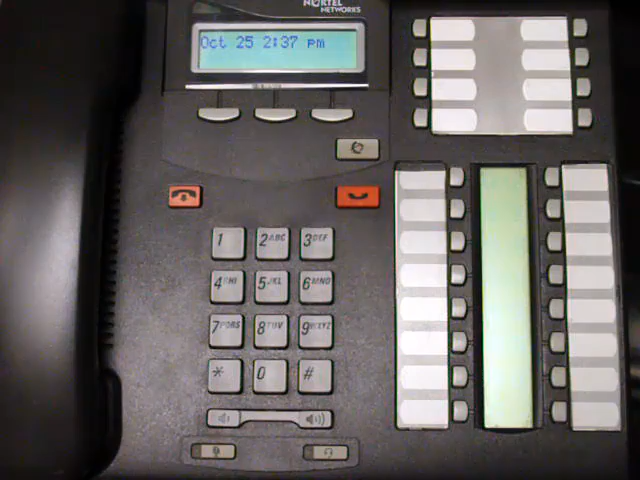 NORTEL
NETWORKS
Oct 25 2:37 pm
1 2ABC 3DEF
4GHI 5JKL 6MNO
7PQRS 8TUV 9WXYZ
* 0 #